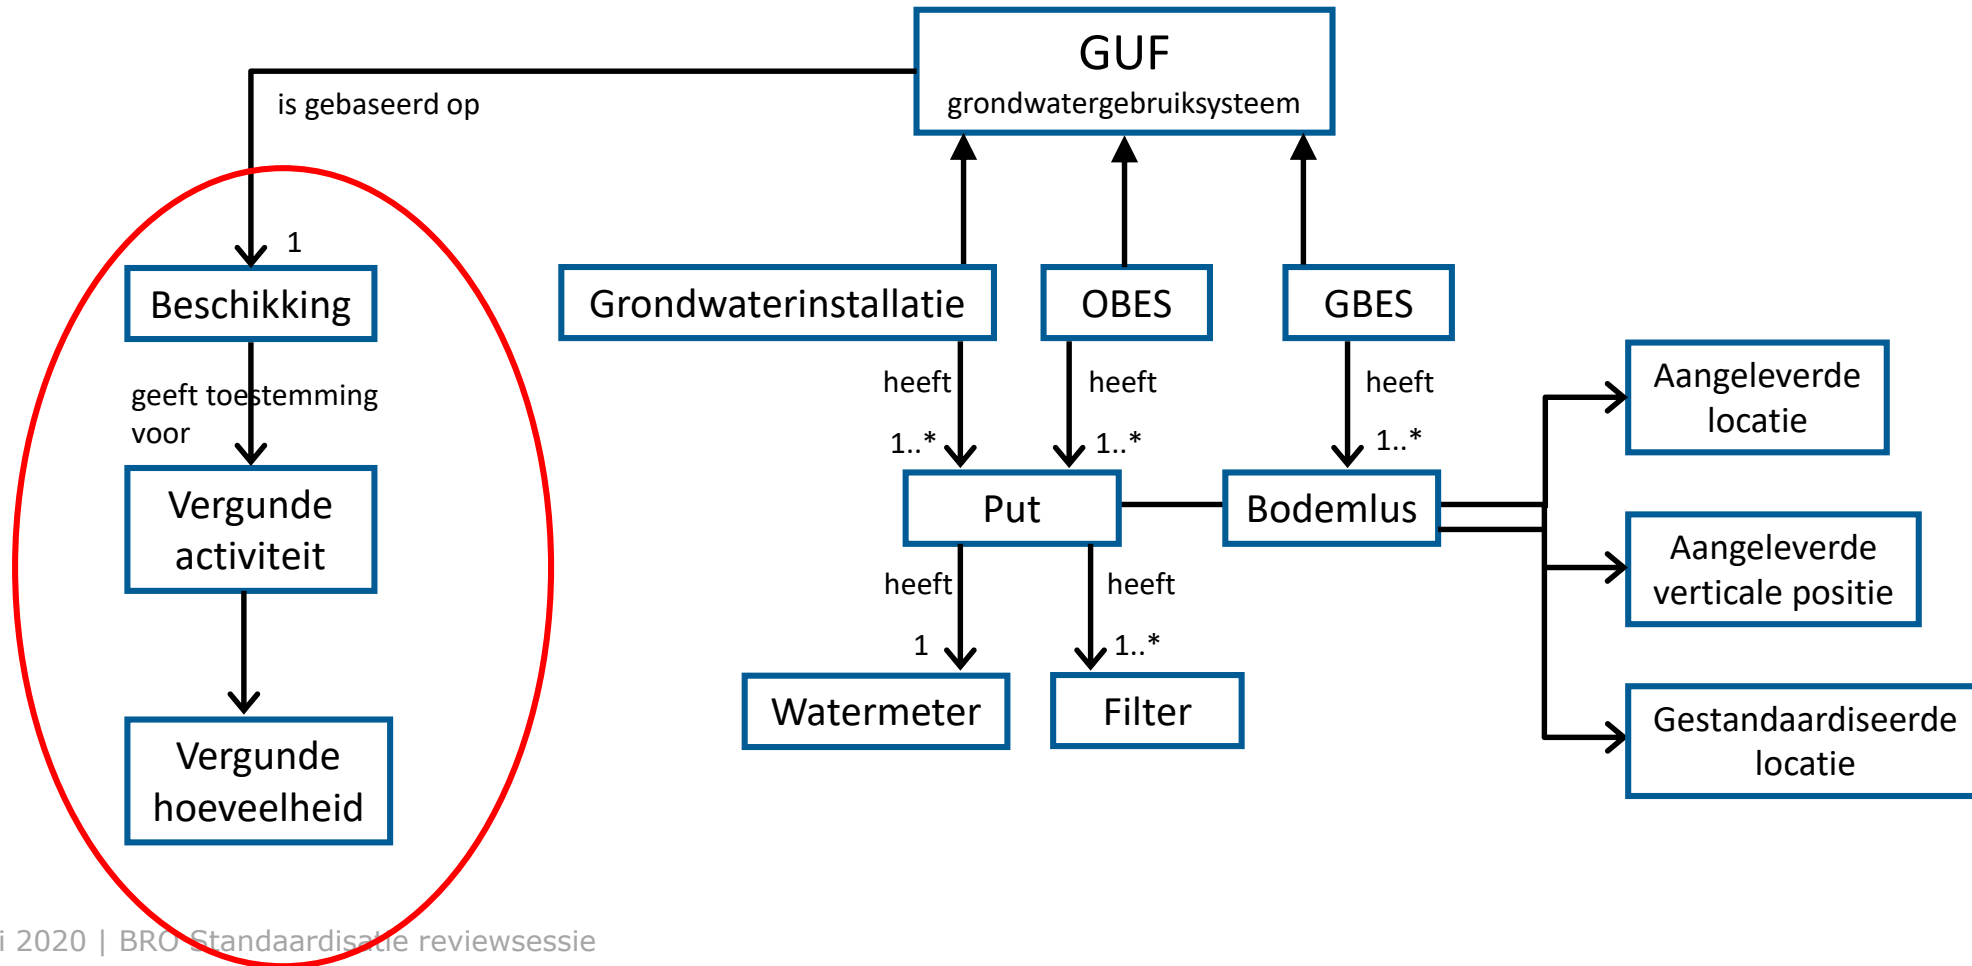 GUF
grondwatergebruiksysteem
is gebaseerd op
1
Beschikking
Grondwaterinstallatie
OBES
GBES
geeft toestemming
voor
heeft
1..*
heeft
1..*
heeft
1..*
Aangeleverde
locatie
Vergunde
activiteit
Put
Bodemlus
Aangeleverde
verticale positie
heeft
1
heeft
1..*
Watermeter
Filter
Gestandaardiseerde
locatie
Vergunde
hoeveelheid
i 2020 | BRO Standaardisatie reviewsessie